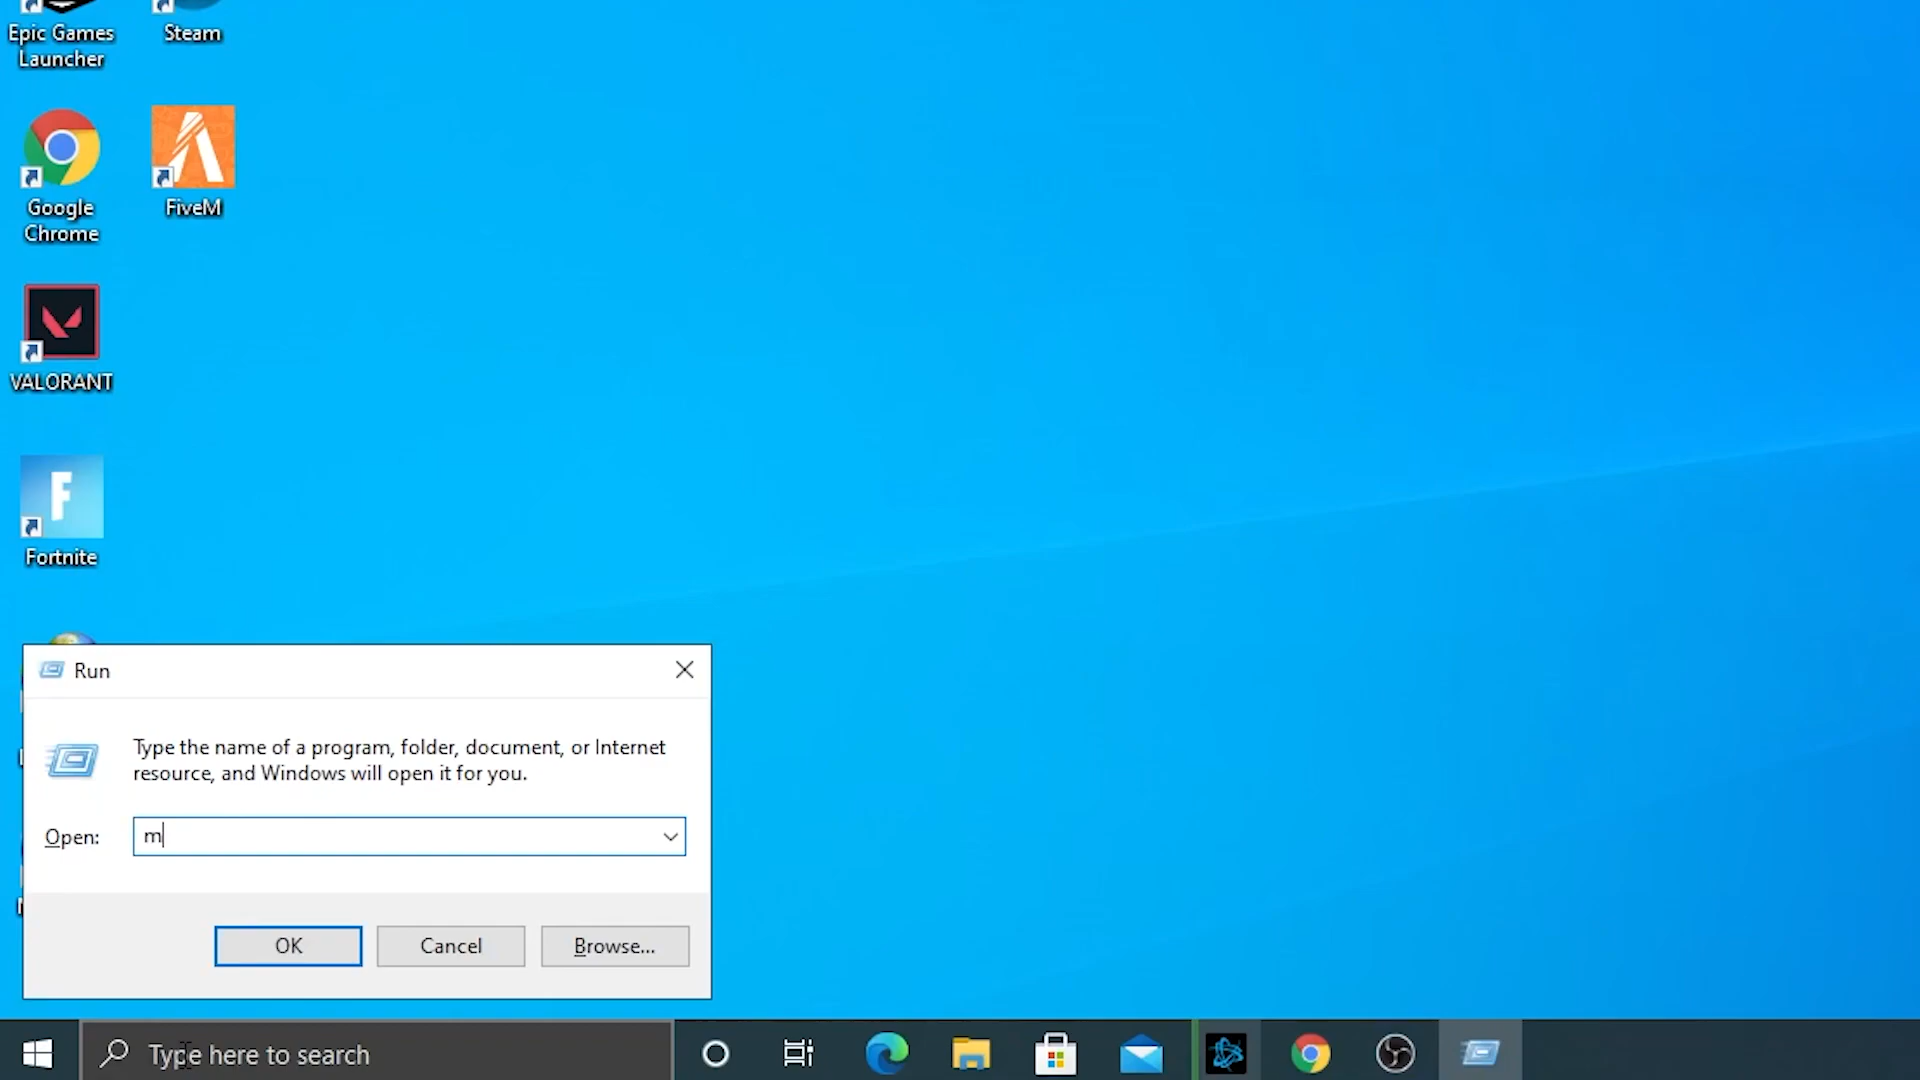 Epic Games
Launcher
Steam
Google
Chrome
FiveM
VALORANT
Fortnite
Run
Type the name of a program, folder, document, or Internet
resource, and Windows will open it for you.
Open:
m
OK
Cancel
Browse...
Type here to search